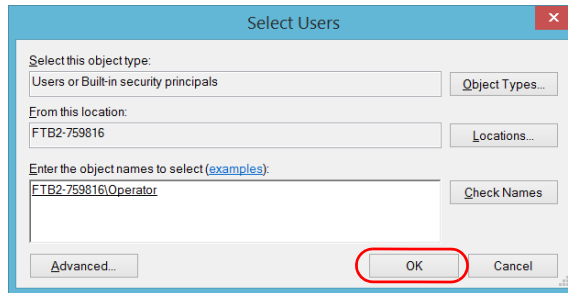 Select Users
Select this object type:
Users or Built-in security principals
Object Types...
From this location:
FTB2-759816
Locations...
Enter the object names to select (examples):
FTB2-759816\Operator
Check Names
Advanced...
OK
Cancel